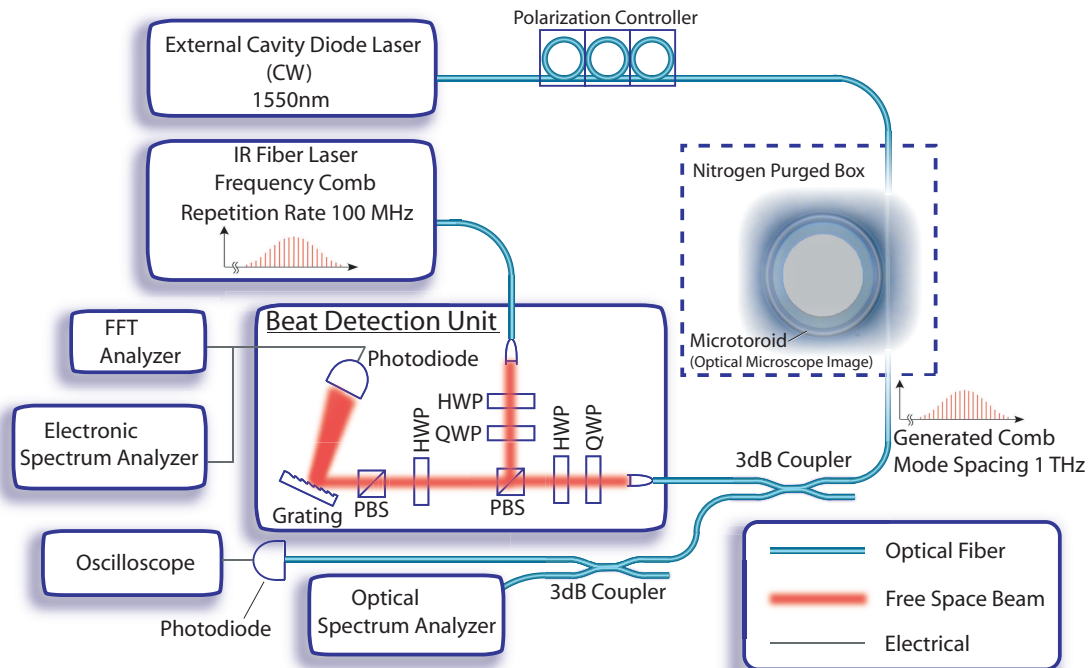 Polarization Controller
External Cavity Diode Laser
(CW)
1550nm
IR Fiber Laser
Frequency Comb
Repetition Rate 100 MHz
Nitrogen Purged Box
Microtoroid
(Optical Microscope Image)
FFT
Analyzer
Beat Detection Unit
Photodiode
HWP
QWP
HWP
HWP
QWP
Electronic
Spectrum Analyzer
Generated Comb
Mode Spacing 1 THz
3dB Coupler
Grating
PBS
PBS
Oscilloscope
Photodiode
Optical
Spectrum Analyzer
3dB Coupler
Optical Fiber
Free Space Beam
Electrical